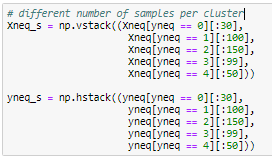 # different number of samples per cluster
Xneq_s = np.vstack((Xneq[yneq == 0][:30],
                    Xneq[yneq == 1][:100],
                    Xneq[yneq == 2][:150],
                    Xneq[yneq == 3][:99],
                    Xneq[yneq == 4][:50]))
yneq_s = np.hstack((yneq[yneq == 0][:30],
                    yneq[yneq == 1][:100],
                    yneq[yneq == 2][:150],
                    yneq[yneq == 3][:99],
                    yneq[yneq == 4][:50]))